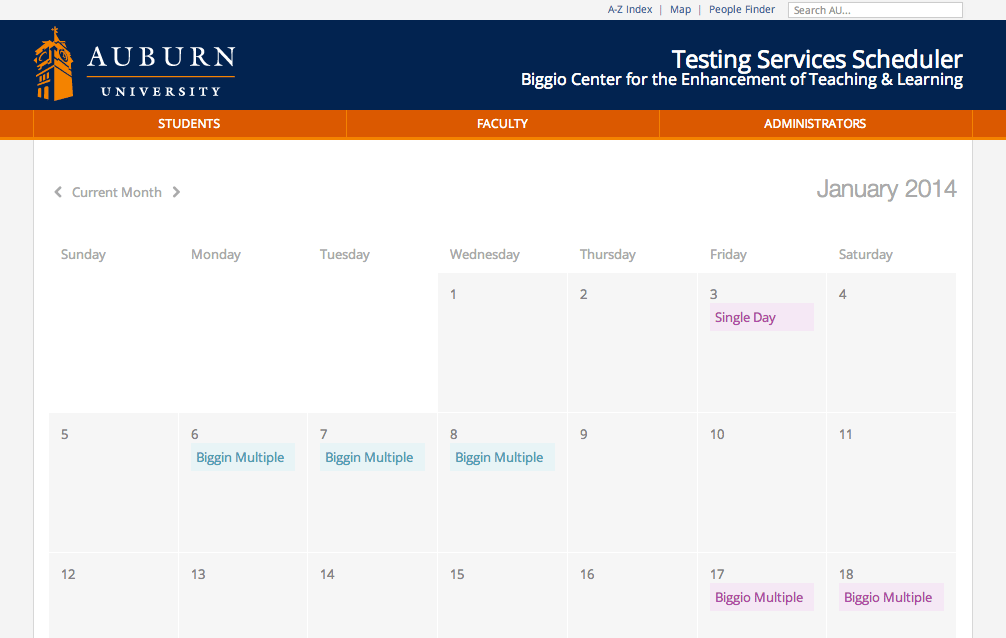 A-Z Index | Map | People Finder Search AU...
AUBURN
UNIVERSITY
Testing Services Scheduler
Biggio Center for the Enhancement of Teaching & Learning
STUDENTS FACULTY ADMINISTRATORS
Current Month January 2014
Sunday Monday Tuesday Wednesday Thursday Friday Saturday
1 2 3 4
Single Day
5 6 7 8 9 10 11
Biggin Multiple Biggin Multiple Biggin Multiple
12 13 14 15 16 17 18
Biggio Multiple Biggio Multiple